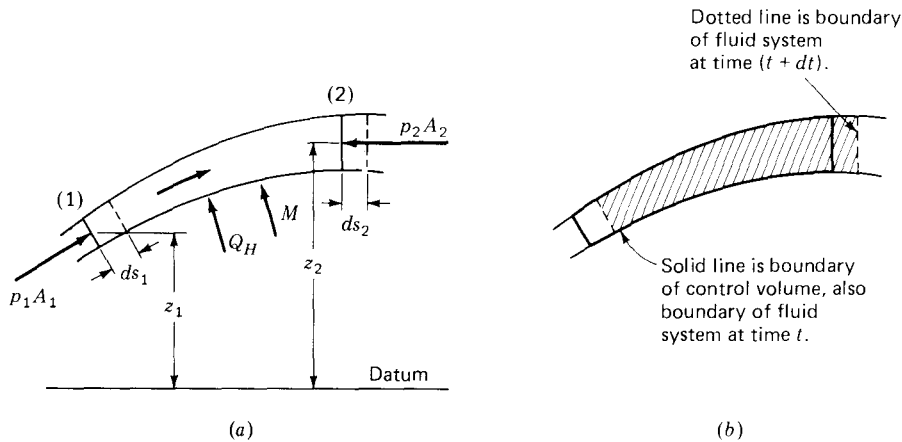 Dotted line is boundary
of fluid system
at time (t + dt).
(2)
p₂A₂
(1)
M
Q_H
ds₂
ds₁
z₂
p₁A₁
z₁
Solid line is boundary
of control volume, also
boundary of fluid
system at time t.
Datum
(a)
(b)